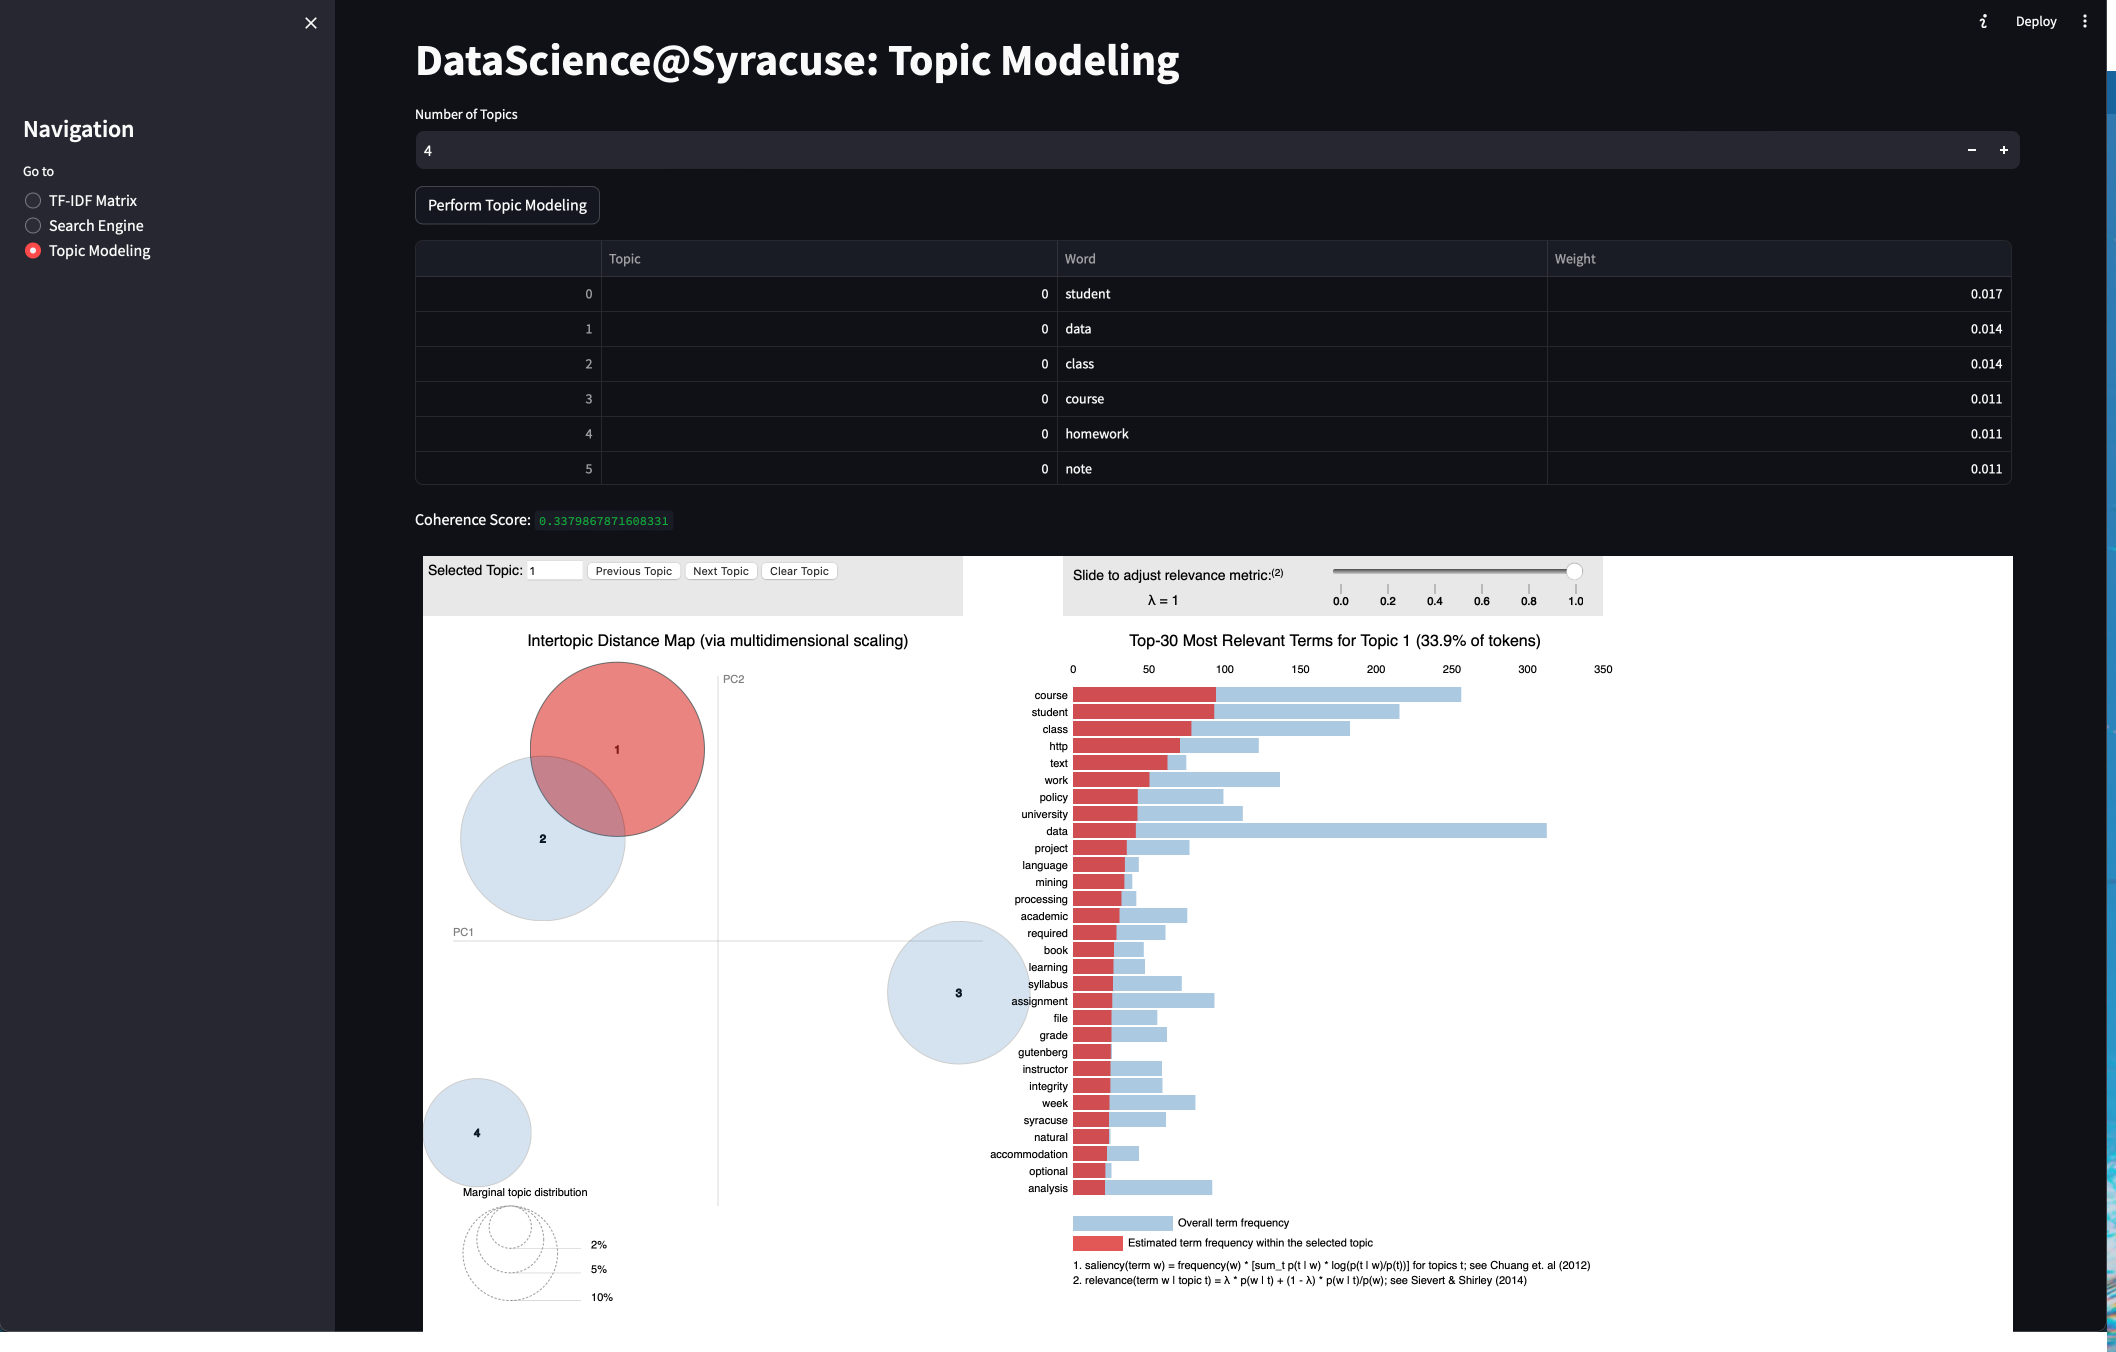 Deploy
DataScience@Syracuse: Topic Modeling
Navigation
Go to
TF-IDF Matrix
Search Engine
Topic Modeling
Number of Topics
4
Perform Topic Modeling
Topic Word Weight
0 0 student 0.017
1 0 data 0.014
2 0 class 0.014
3 0 course 0.011
4 0 homework 0.011
5 0 note 0.011
Coherence Score: 0.3379867871608331
Selected Topic: 1 Previous Topic Next Topic Clear Topic
Slide to adjust relevance metric:(2)
λ = 1
0.0 0.2 0.4 0.6 0.8 1.0
Intertopic Distance Map (via multidimensional scaling)
PC2
1
2
PC1
3
4
Marginal topic distribution
2%
5%
10%
Top-30 Most Relevant Terms for Topic 1 (33.9% of tokens)
0 50 100 150 200 250 300 350
course
student
class
http
text
work
policy
university
data
project
language
mining
processing
academic
required
book
learning
syllabus
assignment
file
grade
gutenberg
instructor
integrity
week
syracuse
natural
accommodation
optional
analysis
Overall term frequency
Estimated term frequency within the selected topic
1. saliency(term w) = frequency(w) * [sum_t p(t | w) * log(p(t | w)/p(t))] for topics t; see Chuang et. al (2012)
2. relevance(term w | topic t) = λ * p(w | t) + (1 - λ) * p(w | t)/p(w); see Sievert & Shirley (2014)